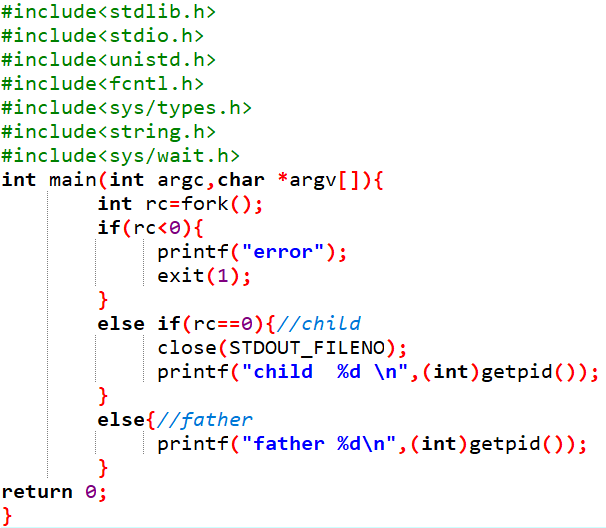 #include<stdlib.h>
#include<stdio.h>
#include<unistd.h>
#include<fcntl.h>
#include<sys/types.h>
#include<string.h>
#include<sys/wait.h>
int main(int argc,char *argv[]){
        int rc=fork();
        if(rc<0){
             printf("error");
             exit(1);
        }
        else if(rc==0){//child
             close(STDOUT_FILENO);
             printf("child  %d \n",(int)getpid());
        }
        else{//father
             printf("father %d\n",(int)getpid());
        }
return 0;
}